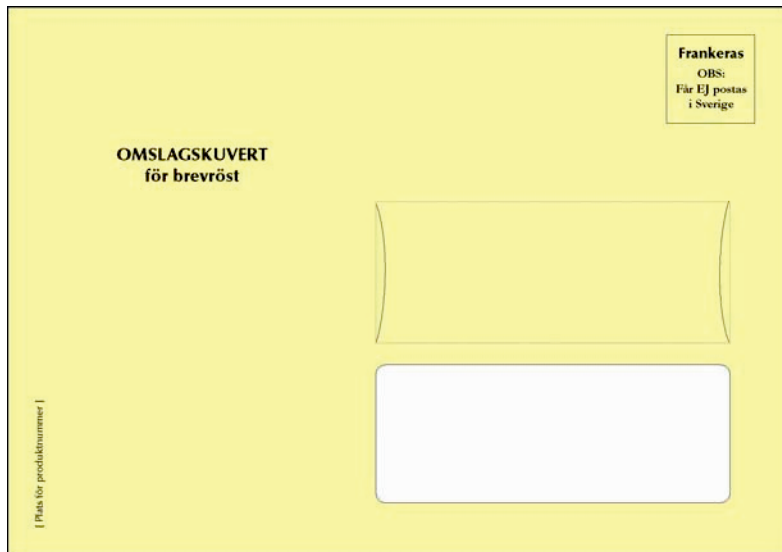 Frankeras
OBS:
Får EJ postas
i Sverige
OMSLAGSKUVERT
för brevröst
[ Plats för produktnummer ]